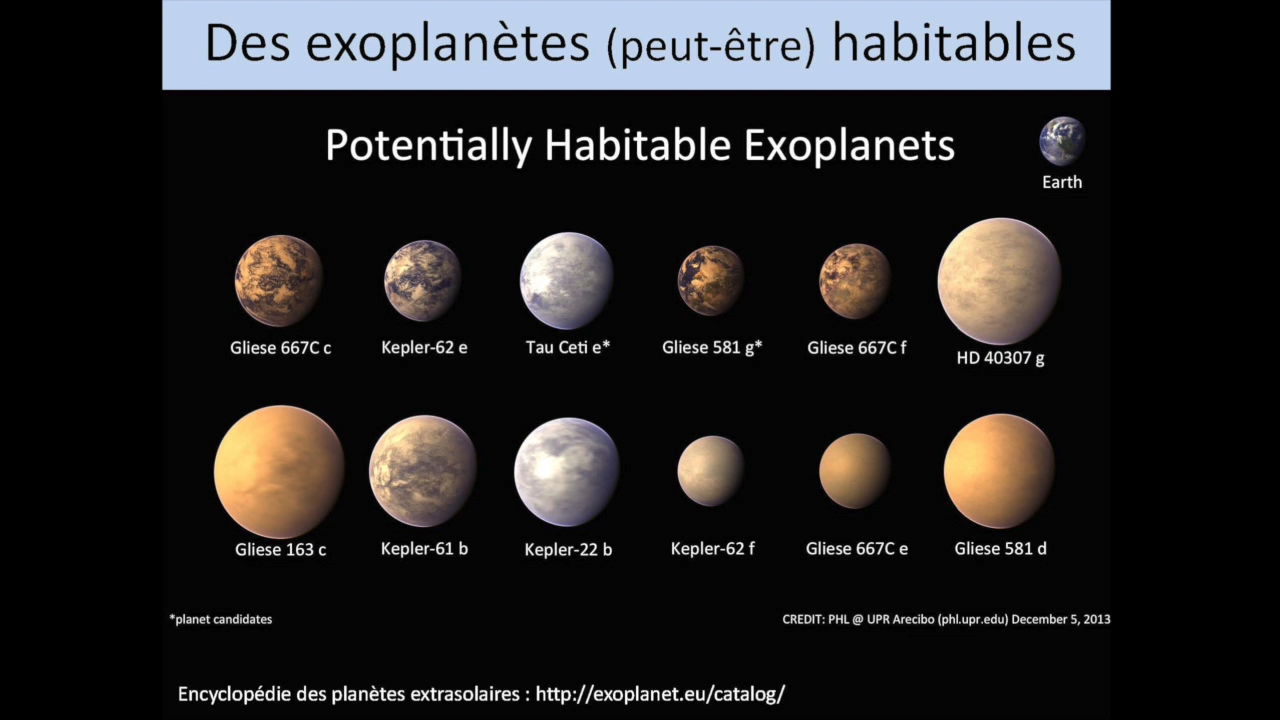 Des exoplanètes (peut-être) habitables
Potentially Habitable Exoplanets
Earth
Gliese 667C c
Kepler-62 e
Tau Ceti e*
Gliese 581 g*
Gliese 667C f
HD 40307 g
Gliese 163 c
Kepler-61 b
Kepler-22 b
Kepler-62 f
Gliese 667C e
Gliese 581 d
*planet candidates
CREDIT: PHL @ UPR Arecibo (phl.upr.edu) December 5, 2013
Encyclopédie des planètes extrasolaires : http://exoplanet.eu/catalog/